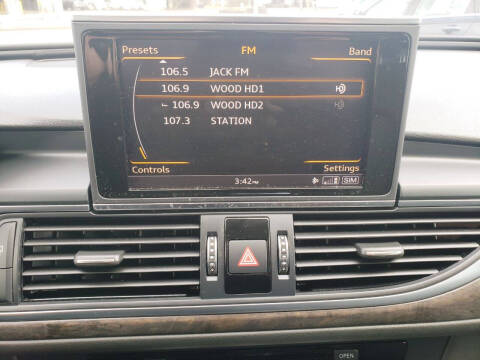 Presets FM Band
106.5 JACK FM
106.9 WOOD HD1
106.9 WOOD HD2
107.3 STATION
Controls Settings
3:42PM SIM
OPEN